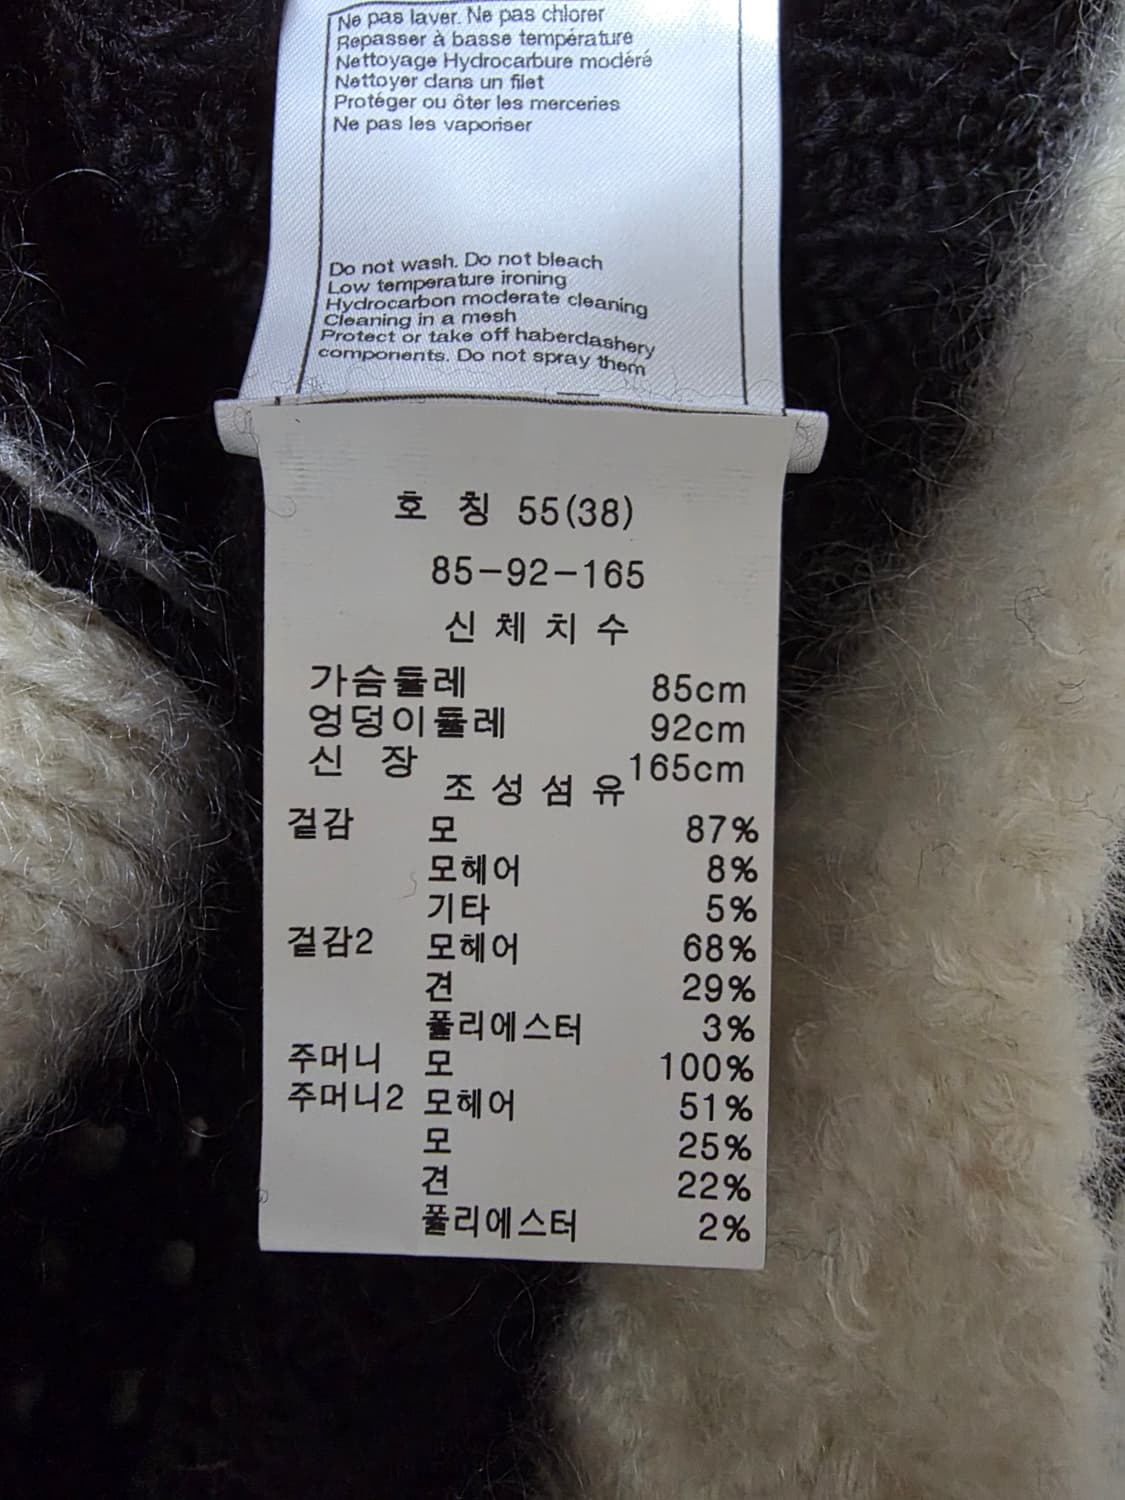 Ne pas laver. Ne pas chlorer
Repasser à basse température
Nettoyage Hydrocarbure modéré
Nettoyer dans un filet
Protéger ou ôter les merceries
Ne pas les vaporiser
Do not wash. Do not bleach
Low temperature ironing
Hydrocarbon moderate cleaning
Cleaning in a mesh
Protect or take off haberdashery
components. Do not spray them
호 칭 55(38)
85-92-165
신 체 치 수
가슴둘레 85cm
엉덩이둘레 92cm
신 장 165cm
조 성 섬 유
겉감 모 87%
모헤어 8%
기타 5%
겉감2 모헤어 68%
견 29%
폴리에스터 3%
주머니 모 100%
주머니2 모헤어 51%
모 25%
견 22%
폴리에스터 2%